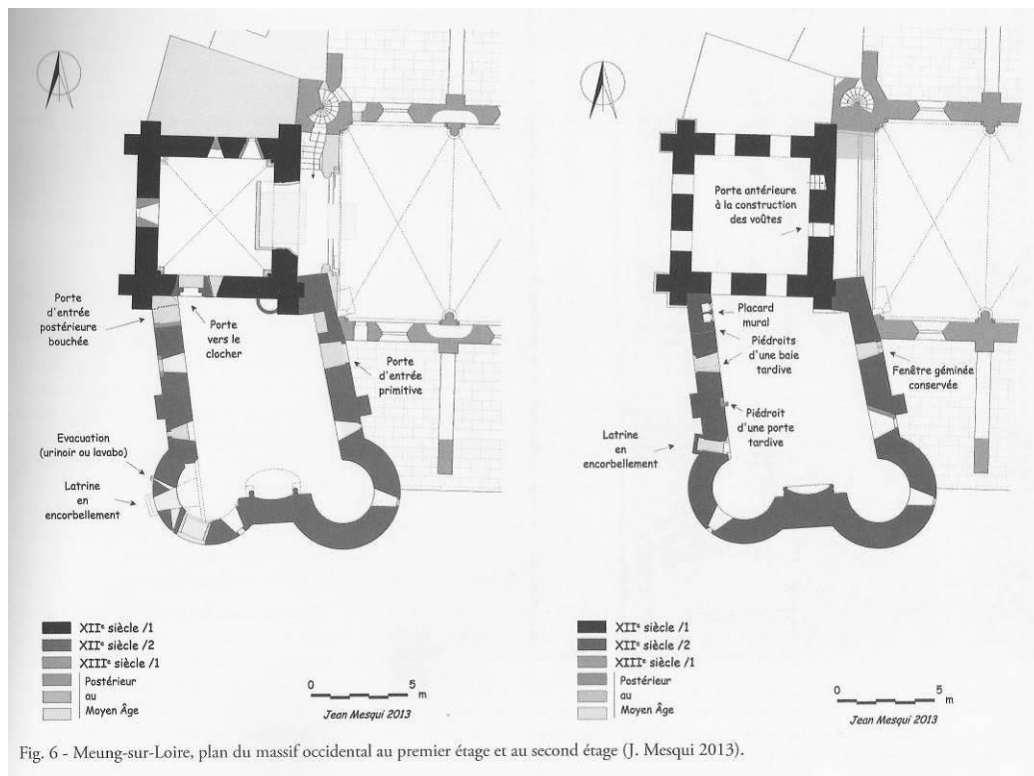 Porte
d'entrée
postérieure
bouchée
Porte
vers le
clocher
Porte
d'entrée
primitive
Evacuation
(urinoir ou lavabo)
Latrine
en
encorbellement
XIIe siècle /1
XIIe siècle /2
XIIIe siècle /1
Postérieur
au
Moyen Âge
0 5
m
Jean Mesqui 2013
Porte antérieure
à la construction
des voûtes
Placard
mural
Piédroits
d'une baie
tardive
Fenêtre géminée
conservée
Piédroit
d'une porte
tardive
Latrine
en
encorbellement
XIIe siècle /1
XIIe siècle /2
XIIIe siècle /1
Postérieur
au
Moyen Âge
0 5
m
Jean Mesqui 2013
Fig. 6 - Meung-sur-Loire, plan du massif occidental au premier étage et au second étage (J. Mesqui 2013).